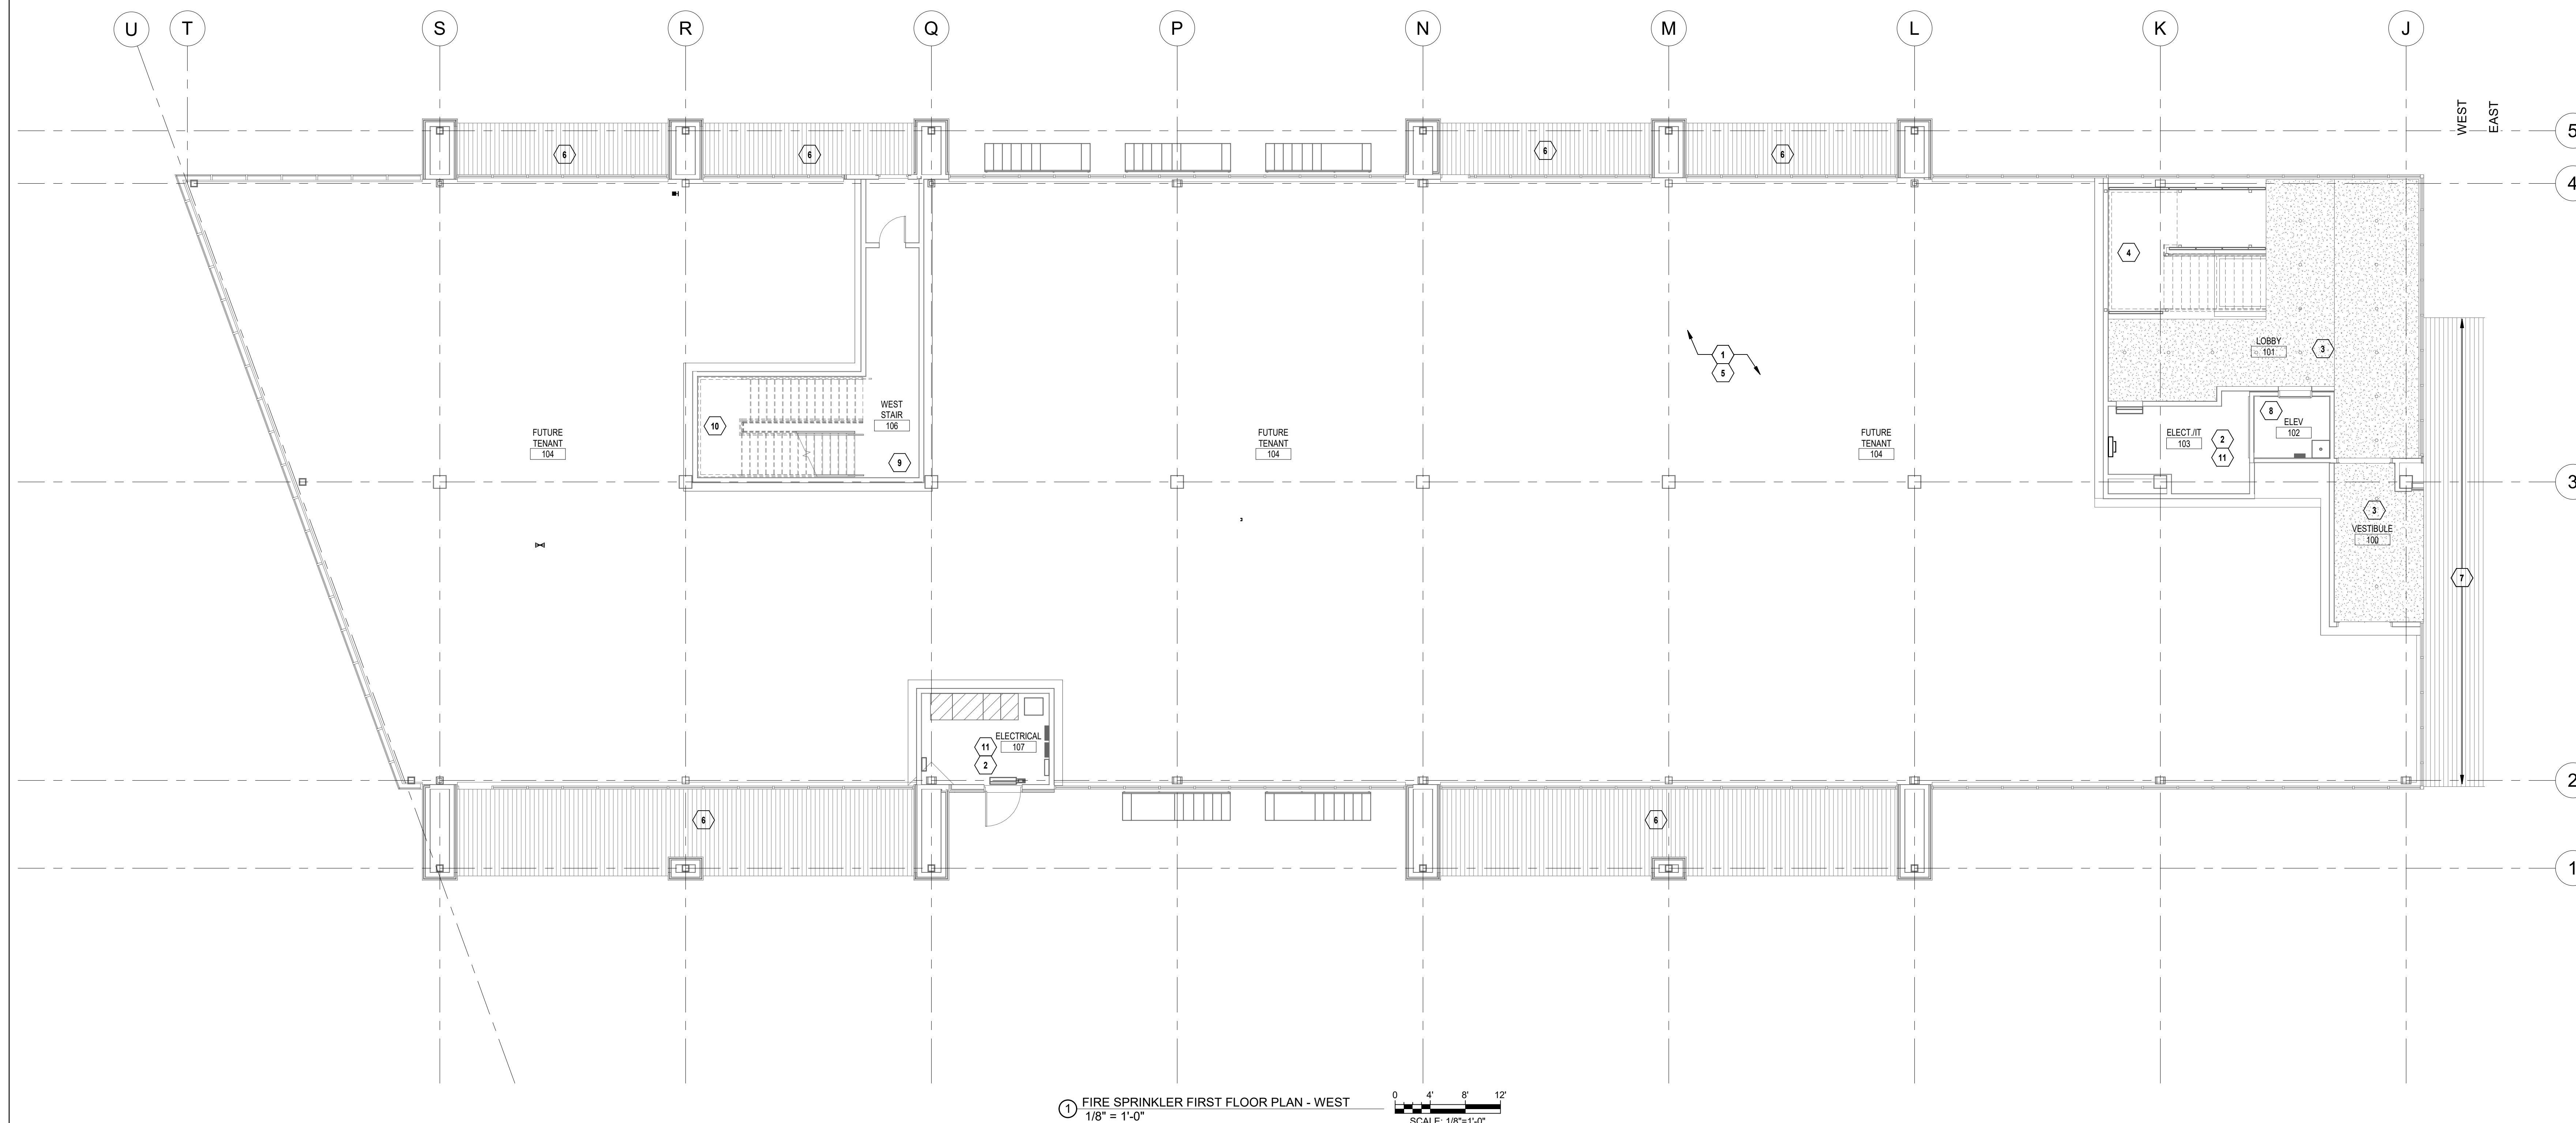 U
T
S
R
Q
P
N
M
L
K
J
WEST
EAST
5
6
6
6
6
4
4
LOBBY
101
3
1
5
WEST
STAIR
106
10
9
FUTURE
TENANT
104
FUTURE
TENANT
104
FUTURE
TENANT
104
8
ELEV
102
ELECT./IT
103
2
11
3
3
VESTIBULE
100
7
ELECTRICAL
107
11
2
2
6
6
1
1 FIRE SPRINKLER FIRST FLOOR PLAN - WEST
1/8" = 1'-0"
0 4' 8' 12'
SCALE: 1/8"=1'-0"